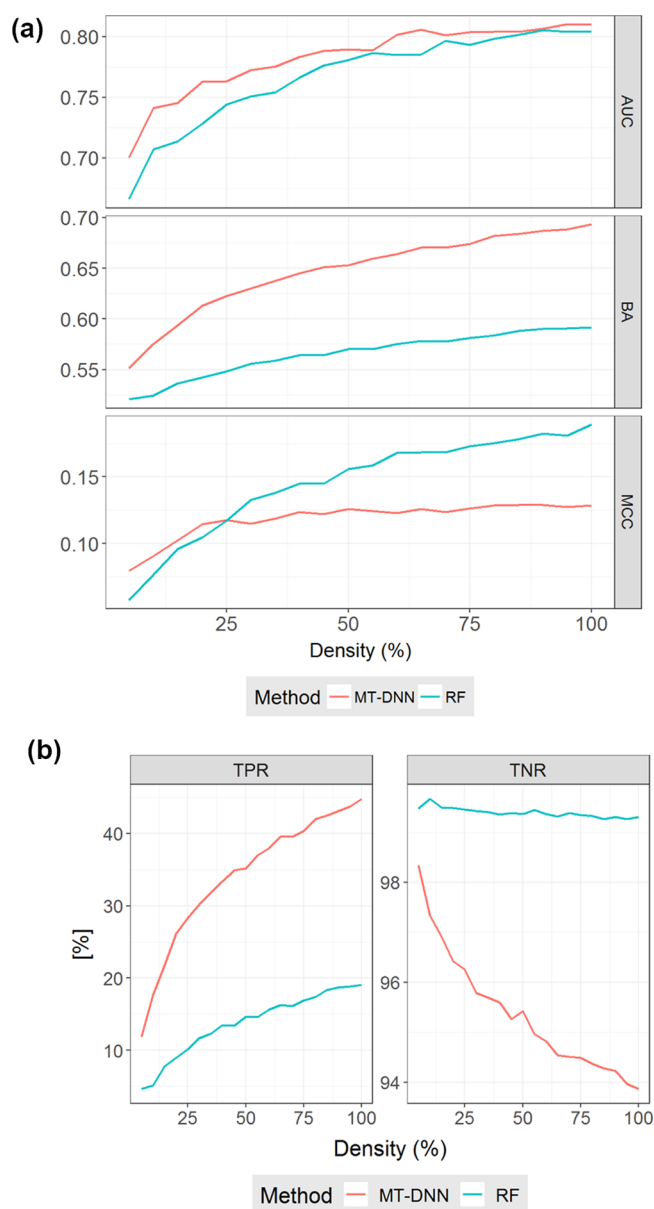 (a)
0.80
0.75
0.70
AUC
0.70
0.65
0.60
0.55
BA
0.15
0.10
MCC
25 50 75 100
Density (%)
Method MT-DNN RF
(b)
TPR TNR
[%]
40
30
20
10
98
96
94
25 50 75 100 25 50 75 100
Density (%)
Method MT-DNN RF